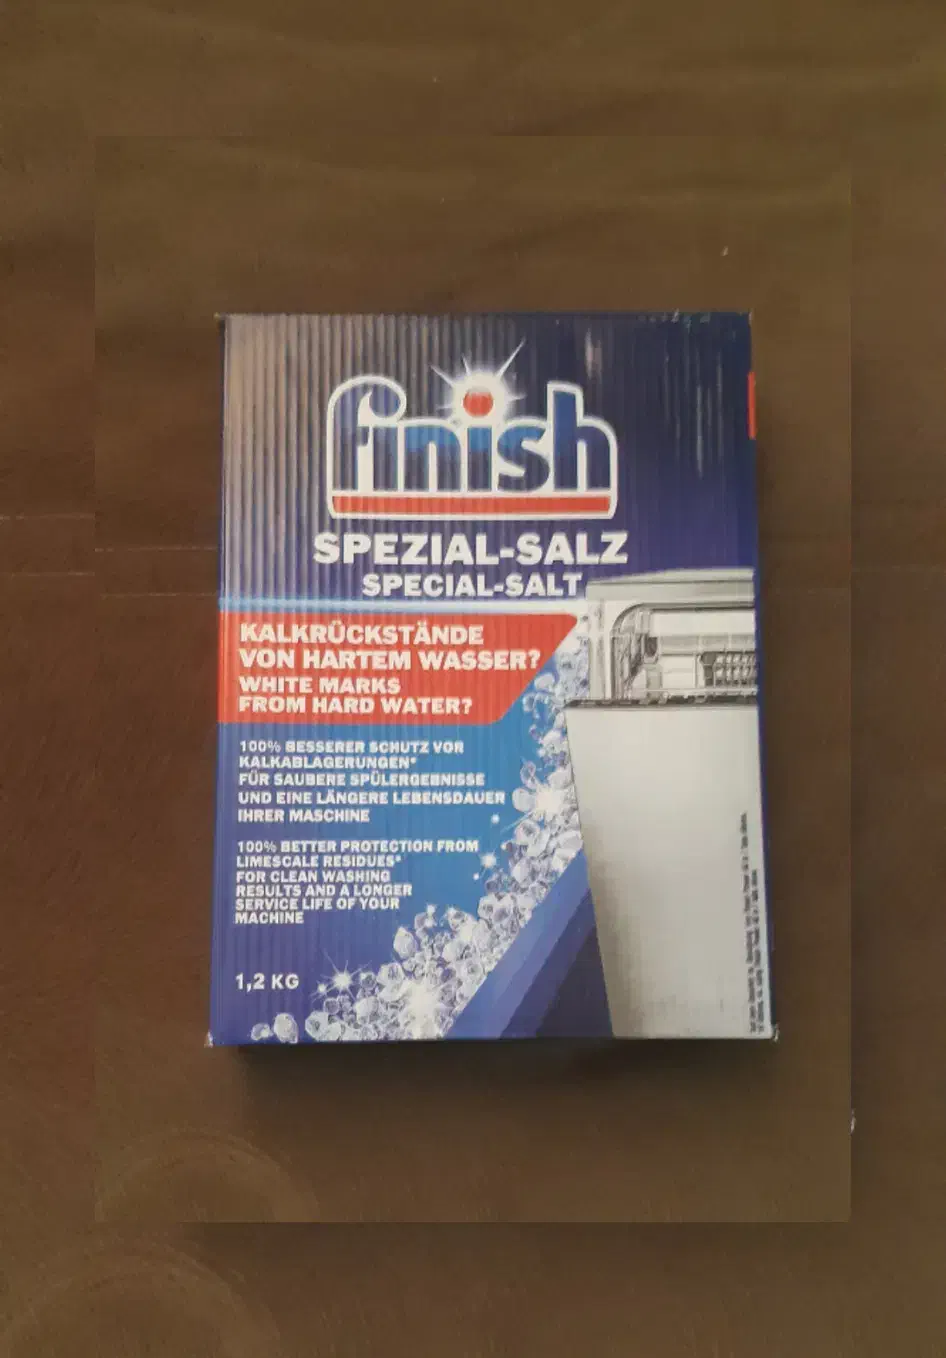 finish
SPEZIAL-SALZ
SPECIAL-SALT
KALKRÜCKSTÄNDE
VON HARTEM WASSER?
WHITE MARKS
FROM HARD WATER?
100% BESSERER SCHUTZ VOR
KALKABLAGERUNGEN*
FÜR SAUBERE SPÜLERGEBNISSE
UND EINE LÄNGERE LEBENSDAUER
IHRER MASCHINE
100% BETTER PROTECTION FROM
LIMESCALE RESIDUES*
FOR CLEAN WASHING
RESULTS AND A LONGER
SERVICE LIFE OF YOUR
MACHINE
1,2 KG